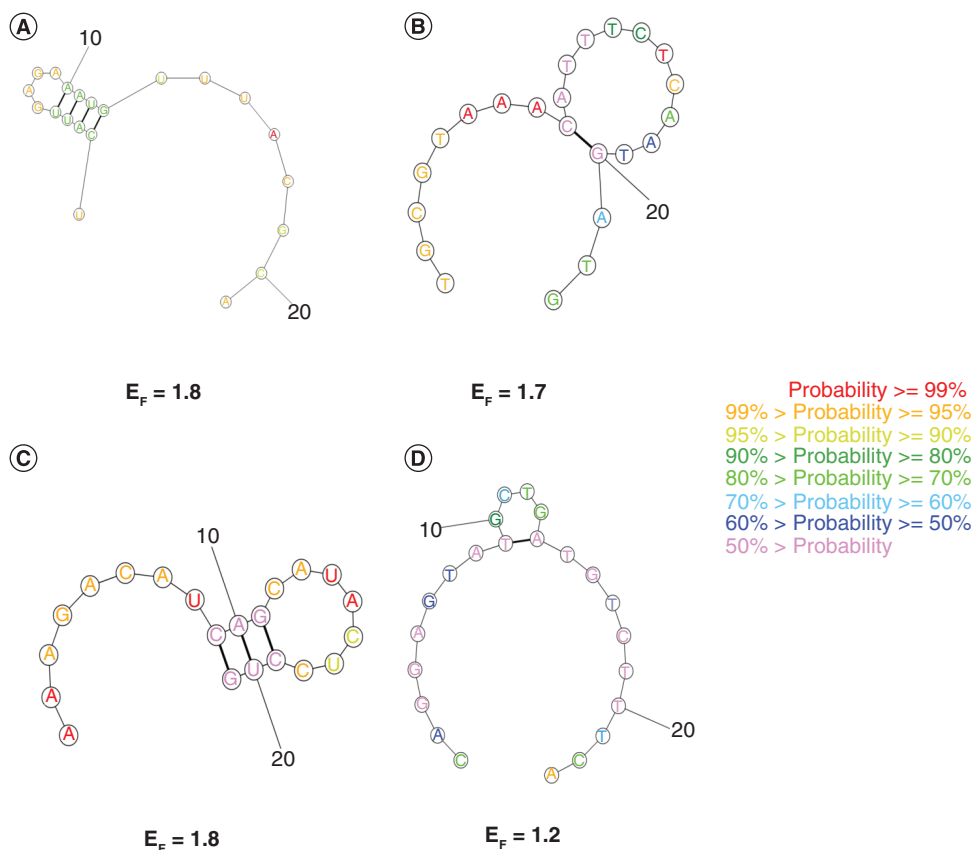 A
10
U C A U U G A G A A A U G U U U A C G C A
20
E_F = 1.8
B
T G C G T A A A C A T T T C T C A A T G A T G
20
E_F = 1.7
Probability >= 99%
99% > Probability >= 95%
95% > Probability >= 90%
90% > Probability >= 80%
80% > Probability >= 70%
70% > Probability >= 60%
60% > Probability >= 50%
50% > Probability
C
10
A A A G A C A U C A G C A U A C U C C U G
20
E_F = 1.8
D
10
C A G G A G T A T G C T G A T G T C T T T C A
20
E_F = 1.2